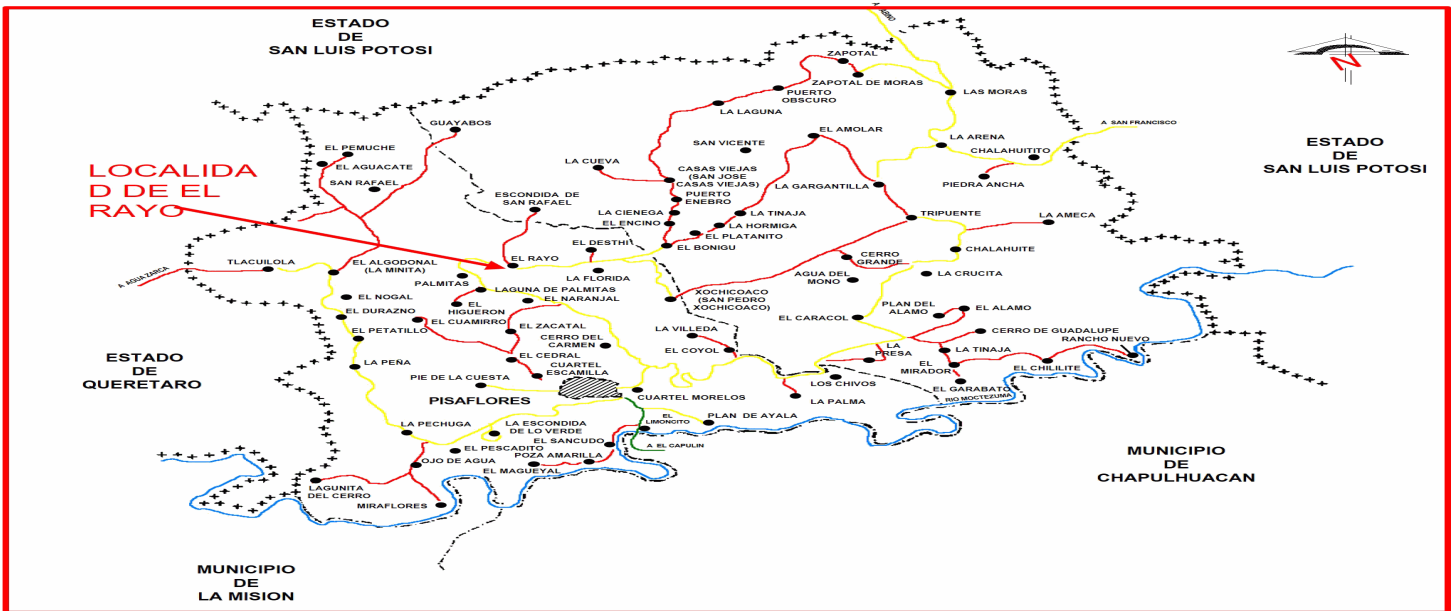 ESTADO
DE
SAN LUIS POTOSI
A ABINO
N
ZAPOTAL
ZAPOTAL DE MORAS
PUERTO
OBSCURO
LAS MORAS
LA LAGUNA
GUAYABOS
A SAN FRANCISCO
EL AMOLAR
LA ARENA
CHALAHUITITO
ESTADO
DE
SAN LUIS POTOSI
EL PEMUCHE
SAN VICENTE
LOCALIDA
D DE EL
RAYO
EL AGUACATE
LA CUEVA
CASAS VIEJAS
(SAN JOSE
CASAS VIEJAS)
SAN RAFAEL
LA GARGANTILLA
PIEDRA ANCHA
ESCONDIDA DE
SAN RAFAEL
PUERTO
ENEBRO
LA CIENEGA
LA TINAJA
TRIPUENTE
LA AMECA
EL ENCINO
LA HORMIGA
EL PLATANITO
EL DESTHI
EL BONIGU
CHALAHUITE
TLACUILOLA
EL ALGODONAL
(LA MINITA)
EL RAYO
CERRO
GRANDE
A AGUA ZARCA
PALMITAS
LA FLORIDA
AGUA DEL
MONO
LA CRUCITA
LAGUNA DE PALMITAS
XOCHICOACO
(SAN PEDRO
XOCHICOACO)
EL NOGAL
EL NARANJAL
EL
HIGUERON
PLAN DEL
ALAMO
EL ALAMO
EL DURAZNO
EL CUAMIRRO
EL CARACOL
EL PETATILLO
EL ZACATAL
LA VILLEDA
CERRO DE GUADALUPE
CERRO DEL
CARMEN
RANCHO NUEVO
LA
PRESA
LA TINAJA
EL COYOL
ESTADO
DE
QUERETARO
LA PEÑA
EL CEDRAL
EL
MIRADOR
EL CHILILITE
CUARTEL
ESCAMILLA
PIE DE LA CUESTA
LOS CHIVOS
EL GARABATO
PISAFLORES
CUARTEL MORELOS
LA PALMA
RIO MOCTEZUMA
EL
LIMONCITO
PLAN DE AYALA
LA PECHUGA
LA ESCONDIDA
DE LO VERDE
EL SANCUDO
A EL CAPULIN
EL PESCADITO
POZA AMARILLA
OJO DE AGUA
EL MAGUEYAL
MUNICIPIO
DE
CHAPULHUACAN
LAGUNITA
DEL CERRO
MIRAFLORES
MUNICIPIO
DE
LA MISION